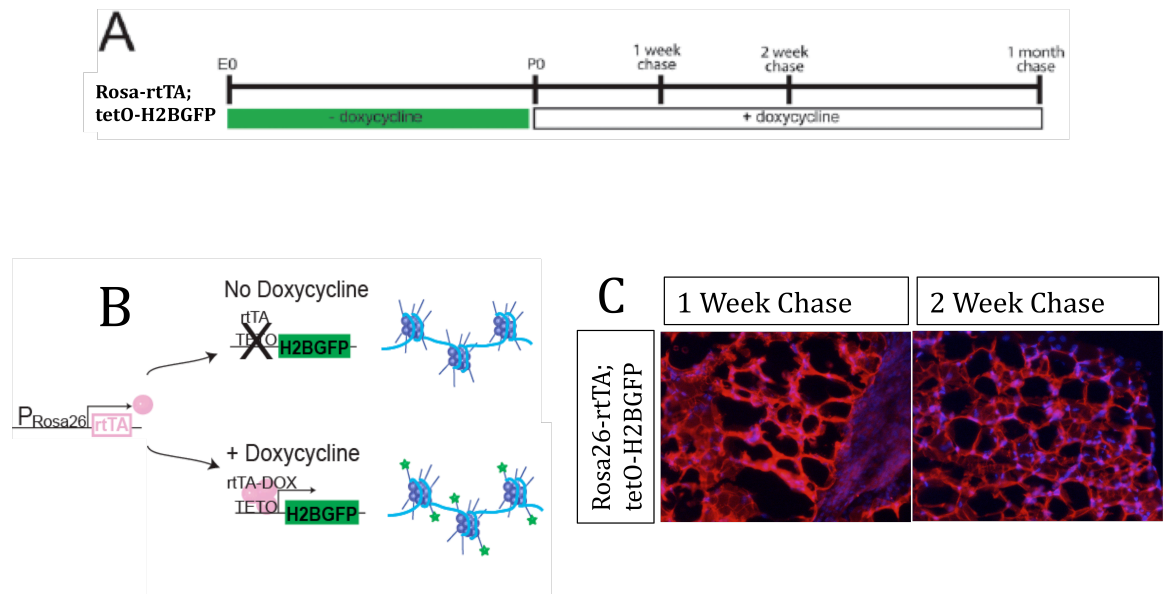 A
E0
P0
1 week
chase
2 week
chase
1 month
chase
Rosa-rtTA;
tetO-H2BGFP
- doxycycline
+ doxycycline
B
No Doxycycline
rtTA
TETO
H2BGFP
PRosa26
rtTA
+ Doxycycline
rtTA-DOX
TETO
H2BGFP
C
1 Week Chase
2 Week Chase
Rosa26-rtTA;
tetO-H2BGFP